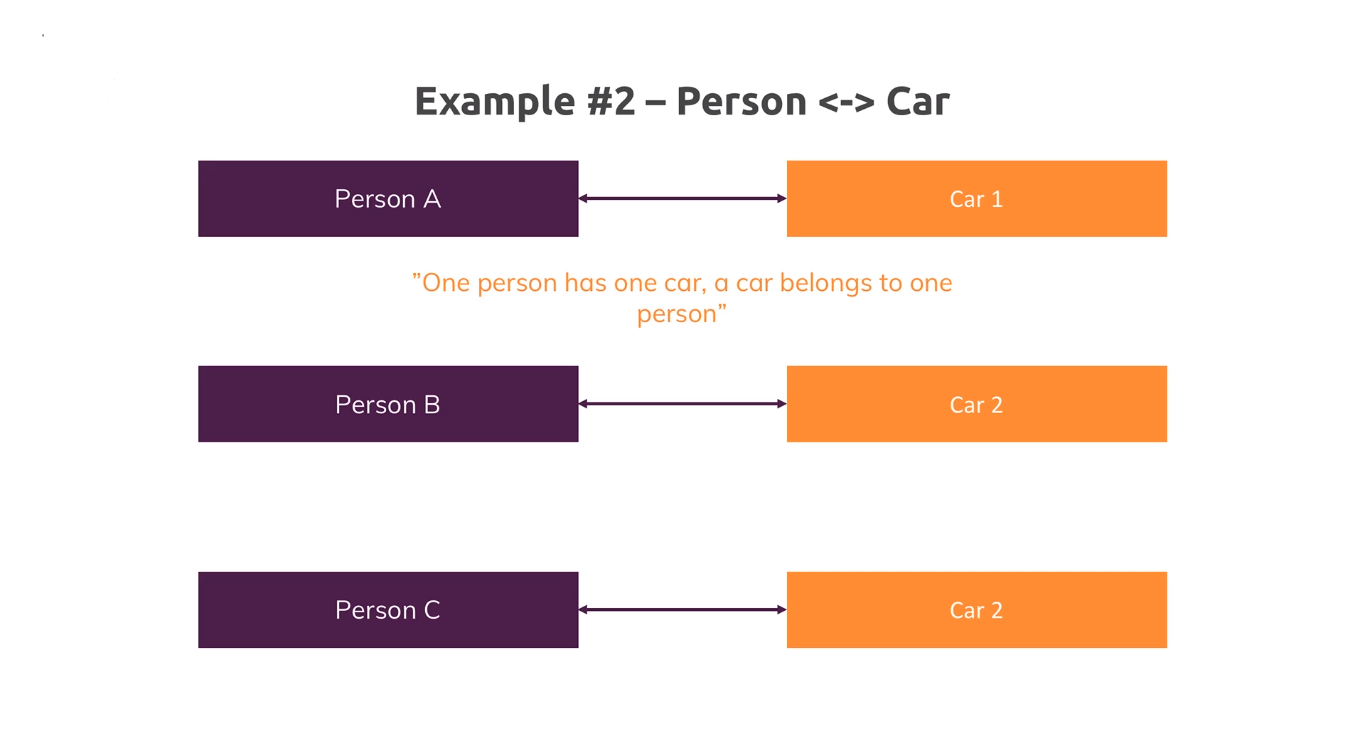 Example #2 – Person <-> Car
Person A
Car 1
”One person has one car, a car belongs to one
person”
Person B
Car 2
Person C
Car 2